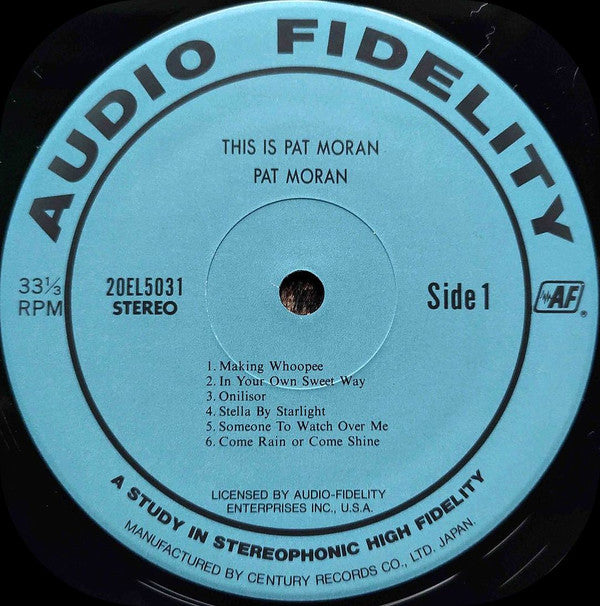 AUDIO FIDELITY
THIS IS PAT MORAN
PAT MORAN
33⅓
RPM
20EL5031
STEREO
Side 1
AF
®
1. Making Whoopee
2. In Your Own Sweet Way
3. Onilisor
4. Stella By Starlight
5. Someone To Watch Over Me
6. Come Rain or Come Shine
LICENSED BY AUDIO-FIDELITY
ENTERPRISES INC., U.S.A.
A STUDY IN STEREOPHONIC HIGH FIDELITY
MANUFACTURED BY CENTURY RECORDS CO., LTD. JAPAN.